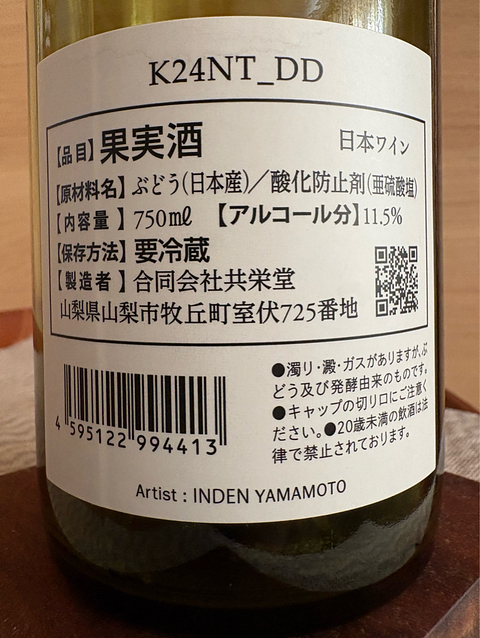 K24NT_DD
【品目】果実酒 日本ワイン
【原材料名】ぶどう(日本産)／酸化防止剤(亜硫酸塩)
【内容量】750㎖ 【アルコール分】11.5%
【保存方法】要冷蔵
【製造者】合同会社共栄堂
山梨県山梨市牧丘町室伏725番地
4 595122 994413
●濁り・澱・ガスがありますが、ぶ
どう及び発酵由来のものです。
●キャップの切り口にご注意く
ださい。●20歳未満の飲酒は法
律で禁止されております。
Artist : INDEN YAMAMOTO